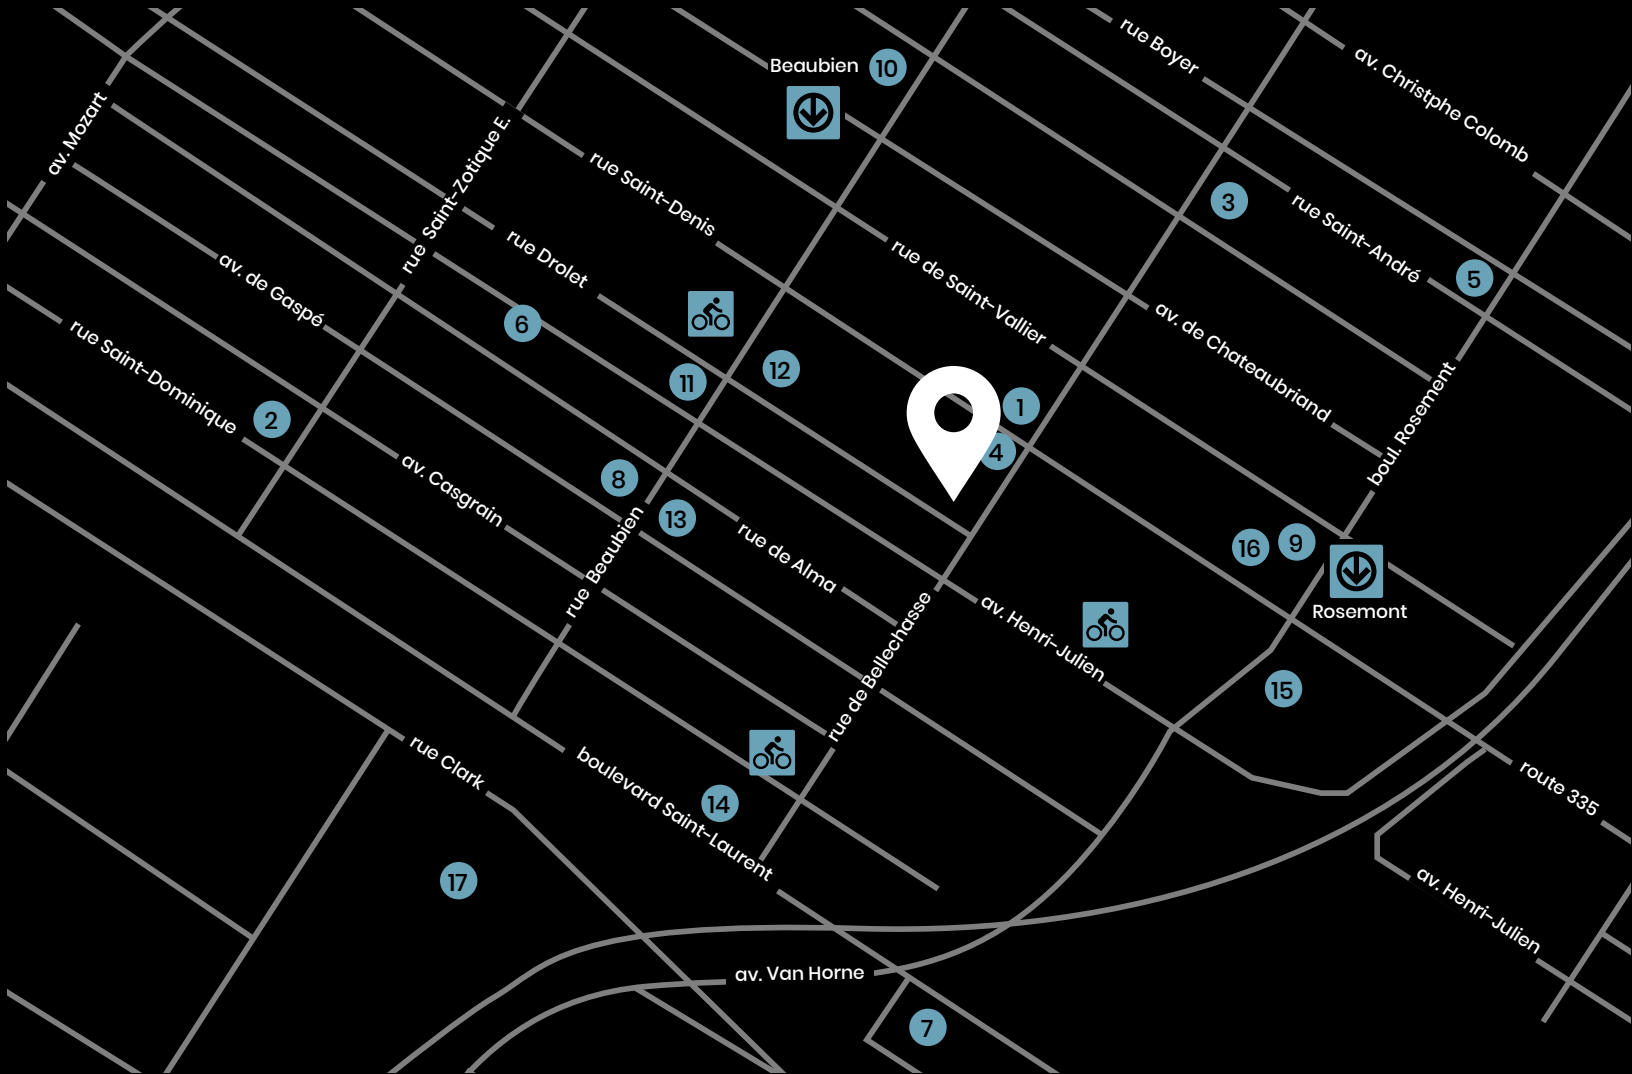 rue Boyer
av. Christphe Colomb
Beaubien
10
av. Mozart
rue Saint-Zotique E.
rue Saint-Denis
3
rue Saint-André
5
rue Drolet
rue de Saint-Vallier
av. de Gaspé
6
av. de Chateaubriand
rue Saint-Dominique
2
11
12
1
4
boul. Rosement
av. Casgrain
8
13
rue de Alma
16
9
Rosemont
rue Beaubien
av. Henri-Julien
rue de Bellechasse
15
rue Clark
boulevard Saint-Laurent
14
route 335
17
av. Henri-Julien
av. Van Horne
7